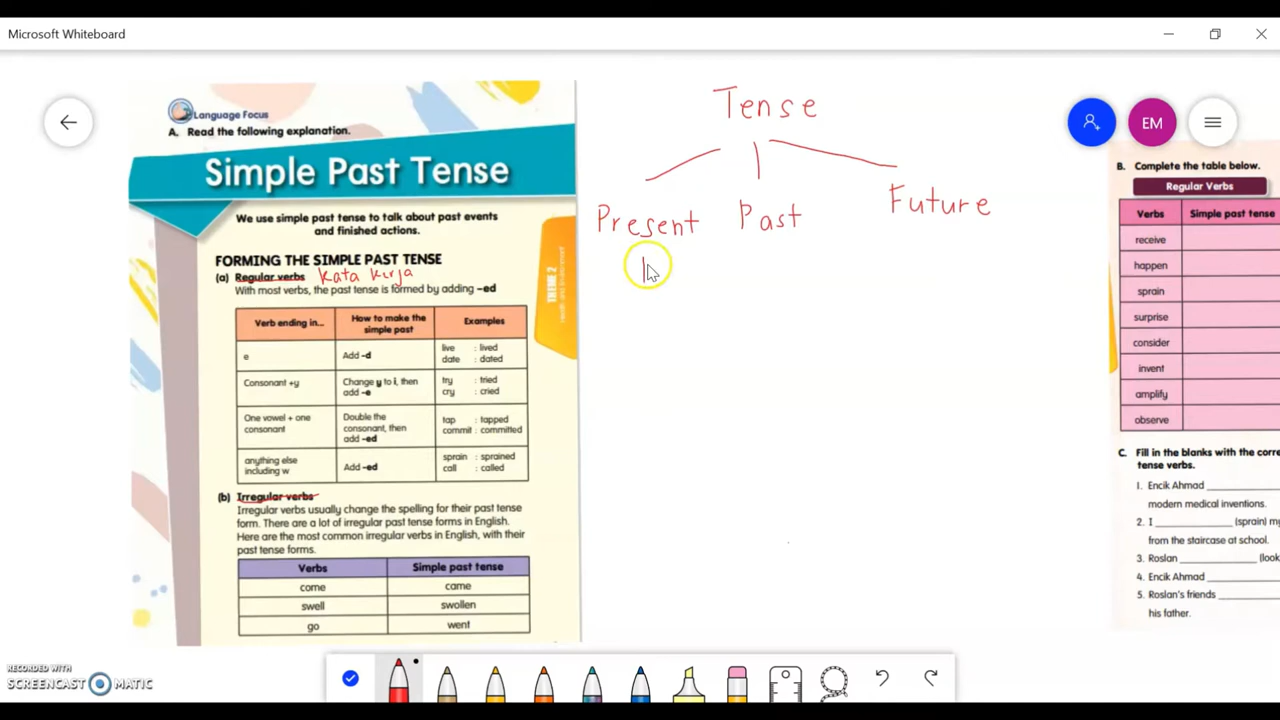 Microsoft Whiteboard
Language Focus
A. Read the following explanation.
Simple Past Tense
We use simple past tense to talk about past events
and finished actions.
FORMING THE SIMPLE PAST TENSE
(a) Regular verbs kata kerja
With most verbs, the past tense is formed by adding -ed
Verb ending in... How to make the simple past Examples
e Add -d live : lived
date : dated
Consonant +y Change y to i, then add -e try : tried
cry : cried
One vowel + one consonant Double the consonant, then add -ed tap : tapped
commit : committed
anything else including w Add -ed sprain : sprained
call : called
(b) Irregular verbs
Irregular verbs usually change the spelling for their past tense
form. There are a lot of irregular past tense forms in English.
Here are the most common irregular verbs in English, with their
past tense forms.
Verbs Simple past tense
come came
swell swollen
go went
THEME 2
Tense
Present Past Future
EM
B. Complete the table below.
Regular Verbs
Verbs Simple past tense
receive
happen
sprain
surprise
consider
invent
amplify
observe
C. Fill in the blanks with the corre
tense verbs.
1. Encik Ahmad
modern medical inventions.
2. I (sprain) my
from the staircase at school.
3. Roslan (look
4. Encik Ahmad
5. Roslan's friends
his father.
RECORDED WITH
SCREENCAST MATIC